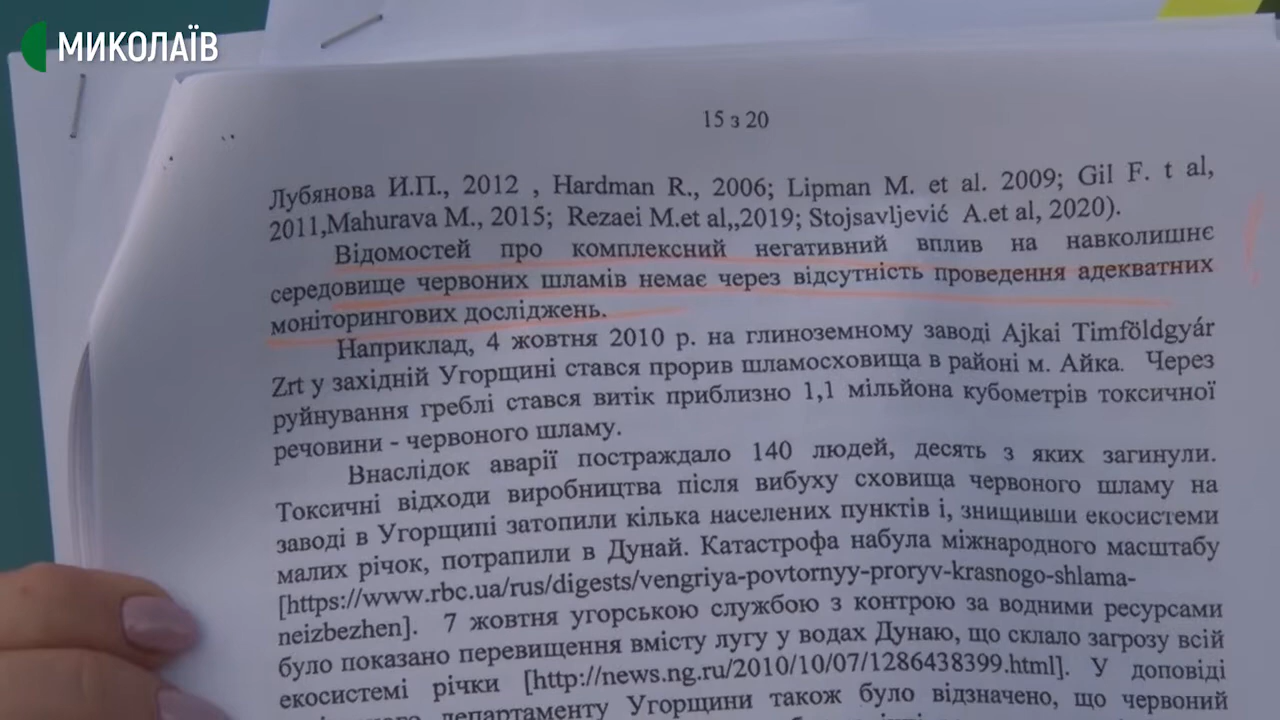 МИКОЛАЇВ
15 з 20
Лубянова И.П., 2012 , Hardman R., 2006; Lipman M. et al. 2009; Gil F. t al,
2011,Mahurava M., 2015; Rezaei M.et al,,2019; Stojsavljević A.et al, 2020).
Відомостей про комплексний негативний вплив на навколишнє
середовище червоних шламів немає через відсутність проведення адекватних
моніторингових досліджень.
Наприклад, 4 жовтня 2010 р. на глиноземному заводі Ajkai Timföldgyár
Zrt у західній Угорщині стався прорив шламосховища в районі м. Айка. Через
руйнування греблі стався витік приблизно 1,1 мільйона кубометрів токсичної
речовини - червоного шламу.
Внаслідок аварії постраждало 140 людей, десять з яких загинули.
Токсичні відходи виробництва після вибуху сховища червоного шламу на
заводі в Угорщипі затопили кілька населених пунктів і, знищивши екосистеми
малих річок, потрапили в Дунай. Катастрофа набула міжнародного масштабу
[https://www.rbc.ua/rus/digests/vengriya-povtornyy-proryv-krasnogo-shlama-
neizbezhen]. 7 жовтня угорською службою з контролю за водними ресурсами
було показано перевищення вмісту лугу у водах Дунаю, що склало загрозу всій
екосистемі річки [http://news.ng.ru/2010/10/07/1286438399.html]. У доповіді
департаменту Угорщини також було відзначено, що червоний